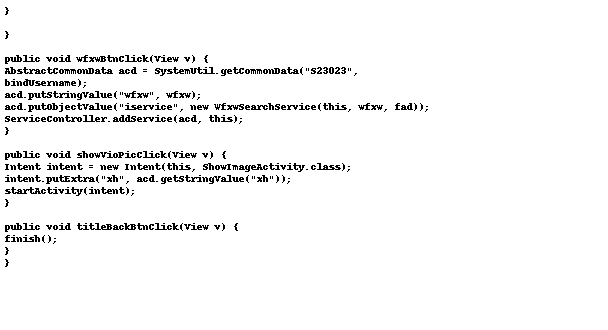 }
}
public void wfxwBtnClick(View v) {
AbstractCommonData acd = SystemUtil.getCommonData("S23023",
bindUsername);
acd.putStringValue("wfxw", wfxw);
acd.putObjectValue("iservice", new WfxwSearchService(this, wfxw, fad));
ServiceController.addService(acd, this);
}
public void showVioPicClick(View v) {
Intent intent = new Intent(this, ShowImageActivity.class);
intent.putExtra("xh", acd.getStringValue("xh"));
startActivity(intent);
}
public void titleBackBtnClick(View v) {
finish();
}
}